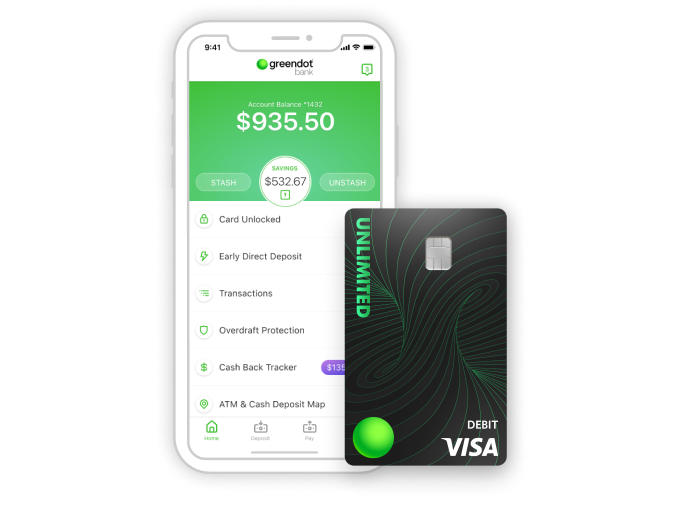 9:41
greendot
bank
3
Account Balance *1432
$935.50
SAVINGS
STASH
$532.67
UNSTASH
Card Unlocked
Early Direct Deposit
Transactions
Overdraft Protection
Cash Back Tracker
ATM & Cash Deposit Map
Home
Deposit
Pay
UNLIMITED
DEBIT
VISA